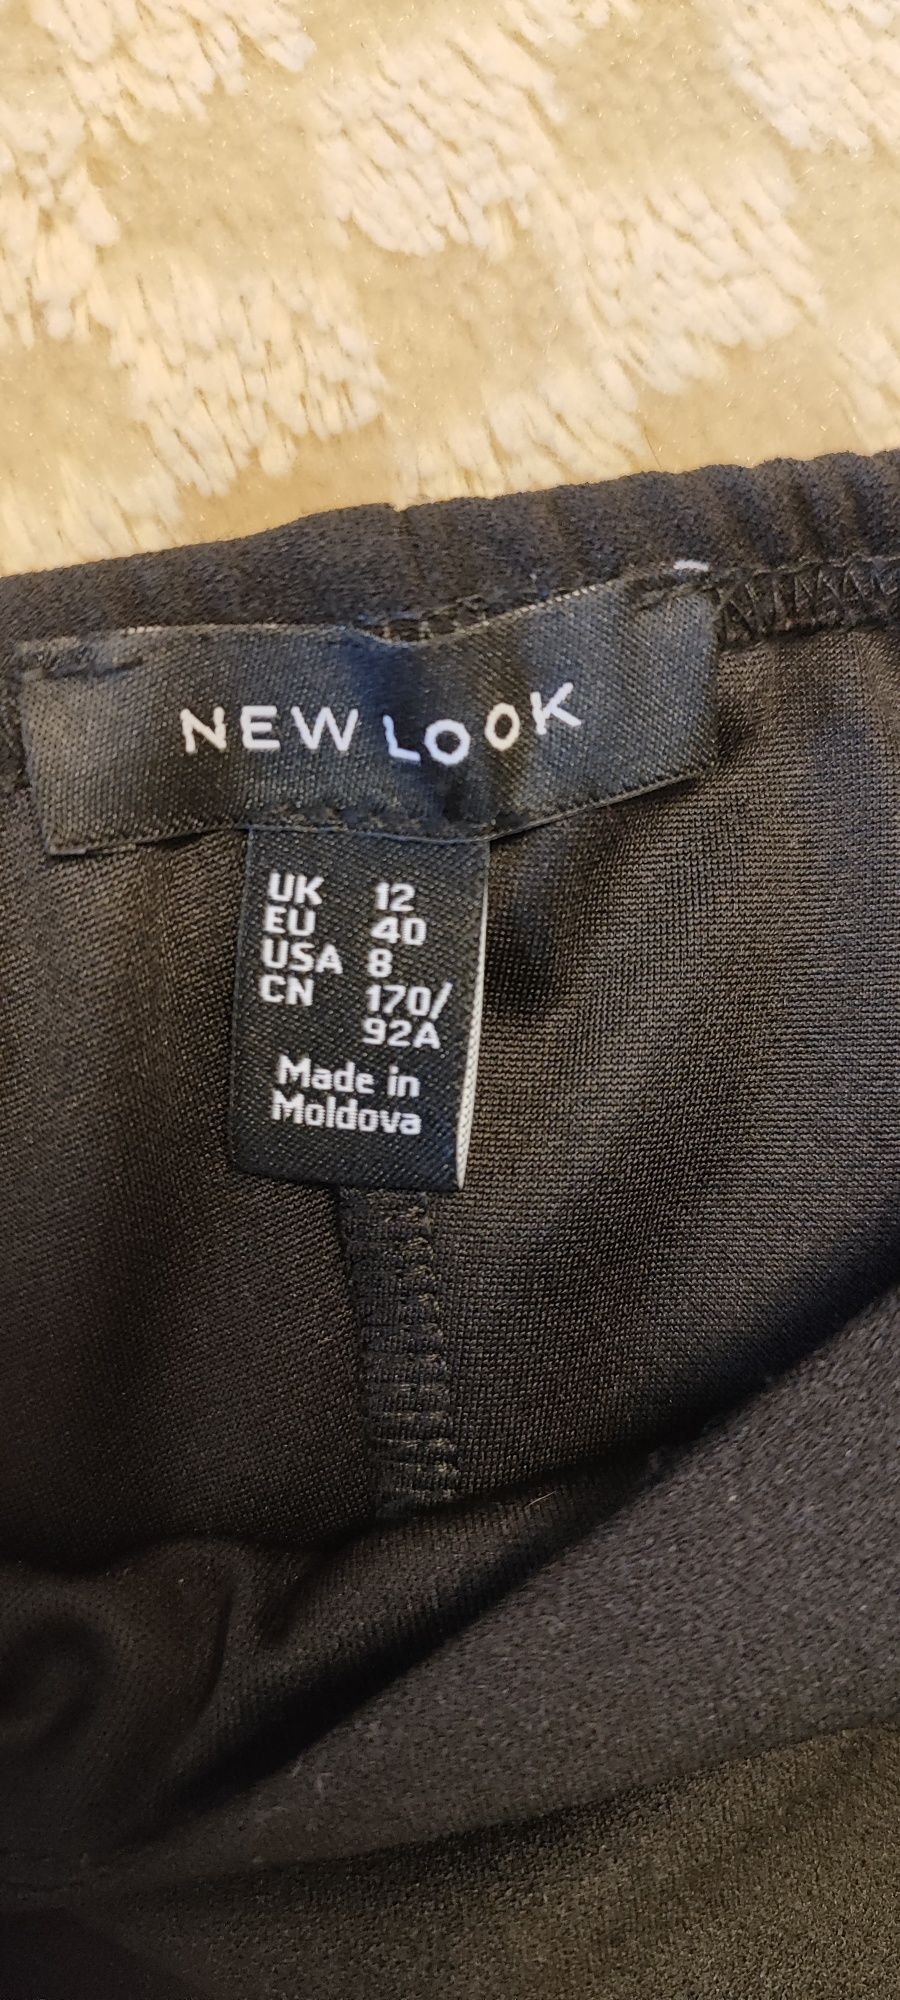 NEW LOOK
UK 12
EU 40
USA 8
CN 170/
92A
Made in
Moldova